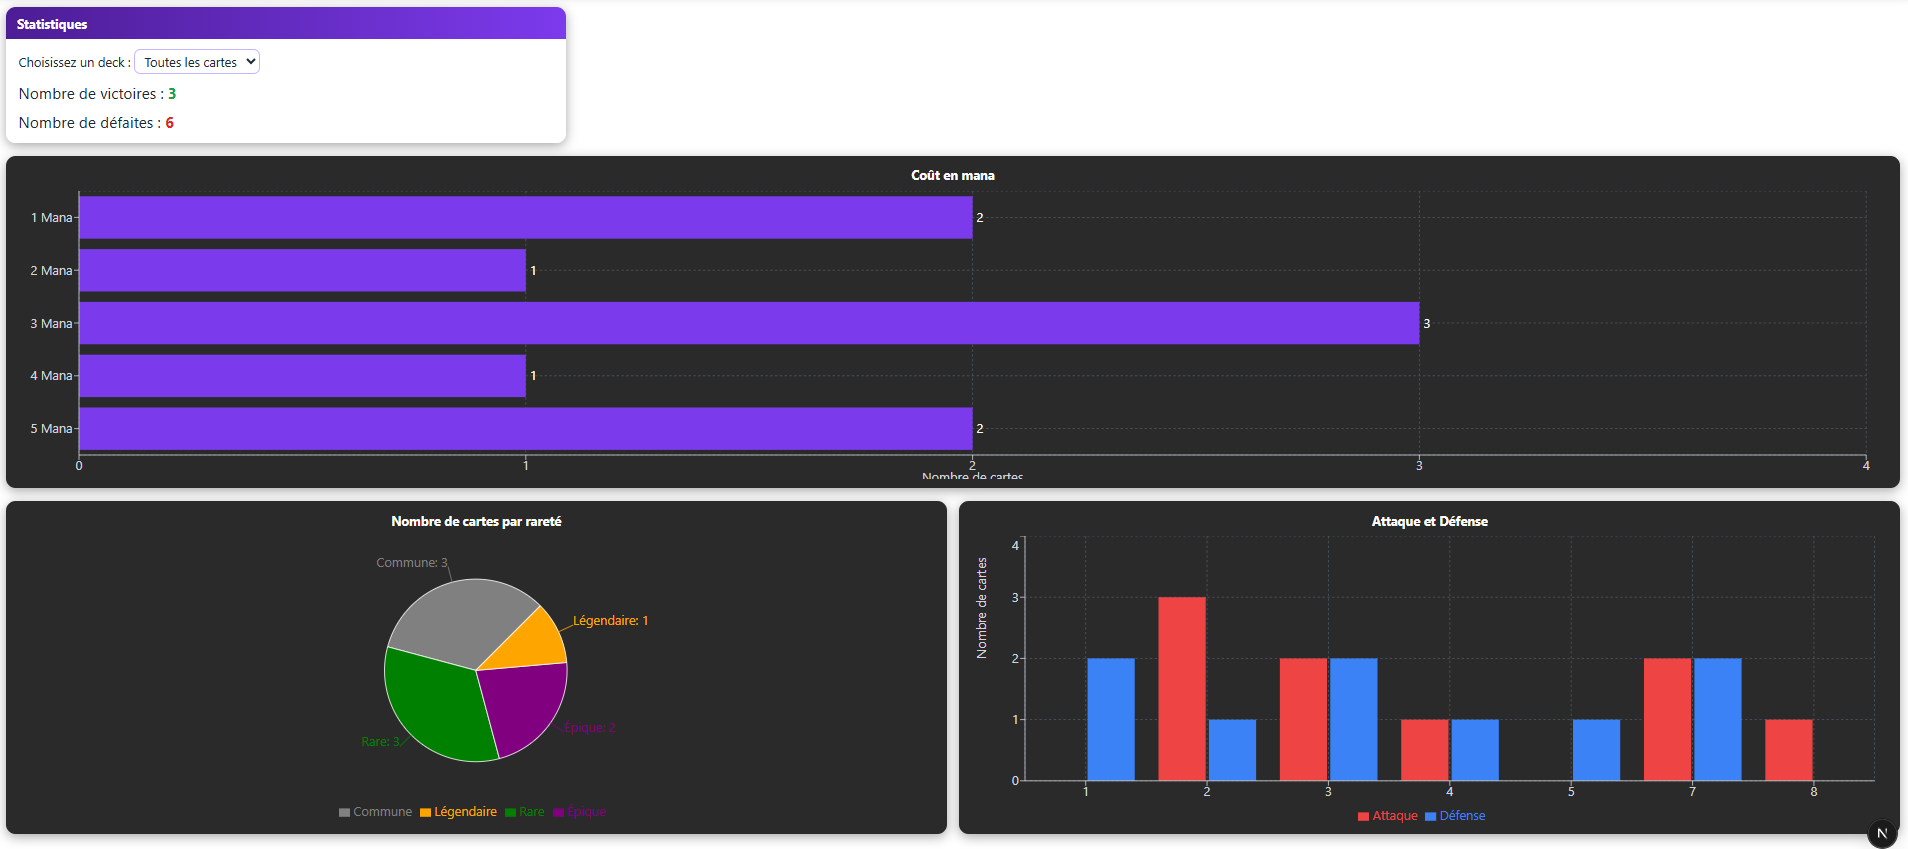 Statistiques
Choisissez un deck : Toutes les cartes
Nombre de victoires : 3
Nombre de défaites : 6
Coût en mana
1 Mana 2
2 Mana 1
3 Mana 3
4 Mana 1
5 Mana 2
0 1 2 3 4
Nombre de cartes
Nombre de cartes par rareté
Commune: 3
Légendaire: 1
Épique: 2
Rare: 3
Commune Légendaire Rare Épique
Attaque et Défense
Nombre de cartes
4
3
2
1
0
1 2 3 4 5 7 8
Attaque Défense
N